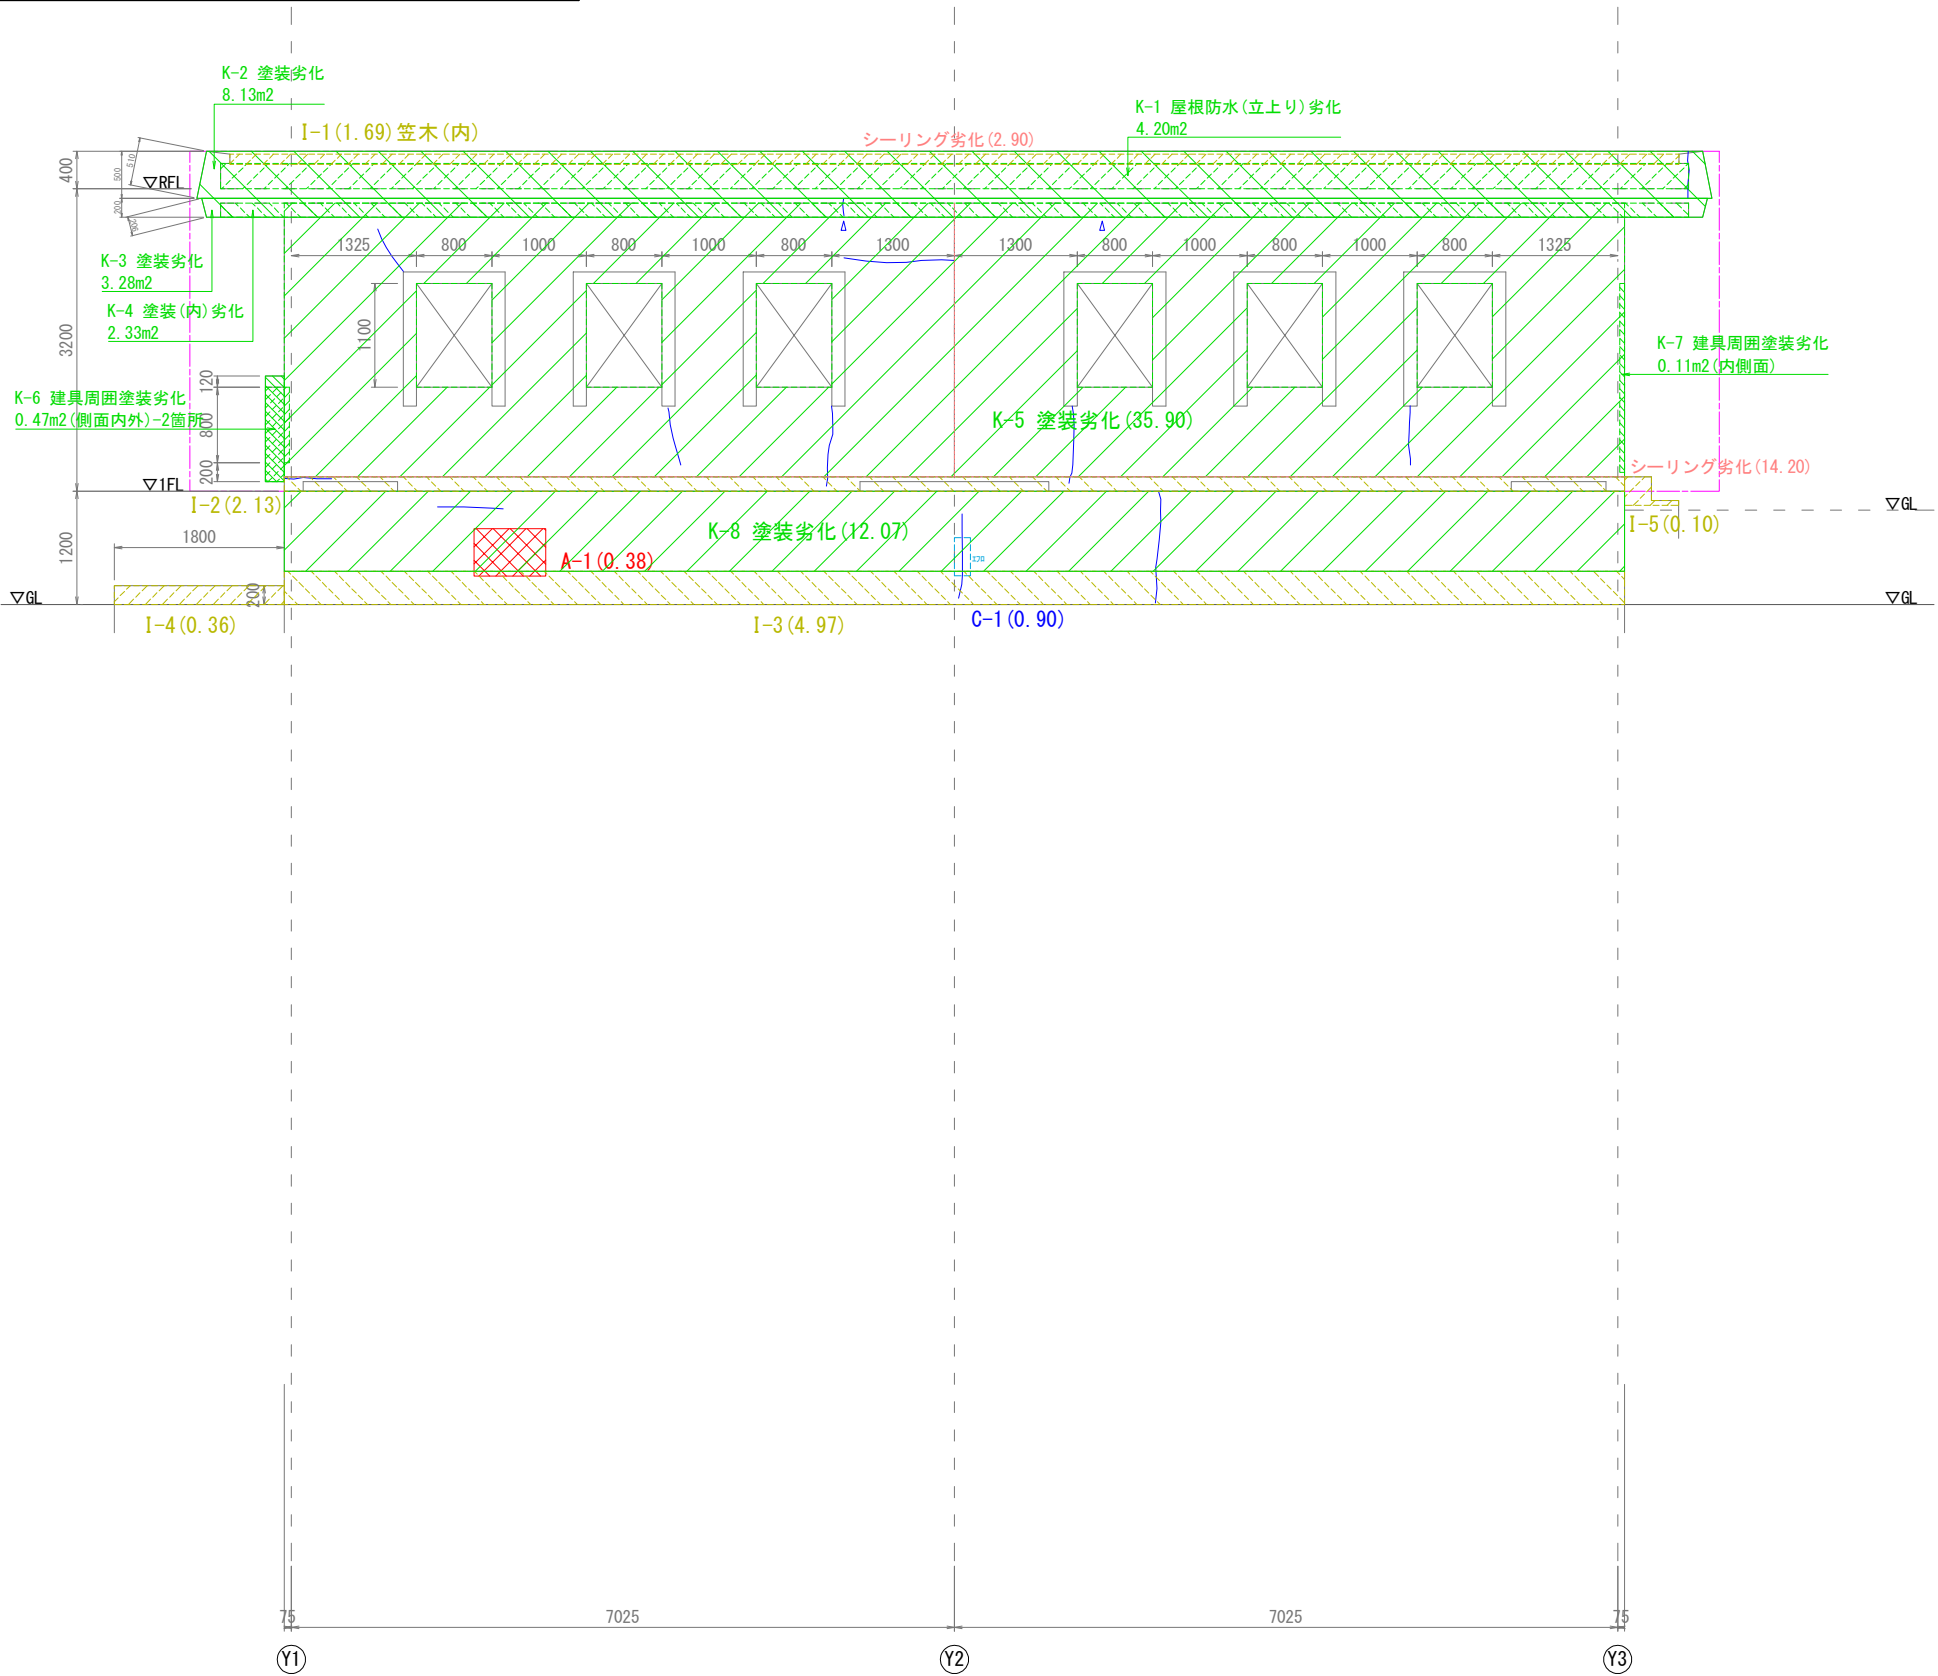 K-2 塗装劣化
8.13m2
I-1(1.69)笠木(内)
シーリング劣化(2.90)
K-1 屋根防水(立上り)劣化
4.20m2
400
510
500
▽RFL
200
206
K-3 塗装劣化
3.28m2
K-4 塗装(内)劣化
2.33m2
1325
800
1000
800
1000
800
1300
1300
800
1000
800
1000
800
1325
3200
1100
K-7 建具周囲塗装劣化
0.11m2(内側面)
120
K-6 建具周囲塗装劣化
0.47m2(側面内外)-2箇所
800
200
K-5 塗装劣化(35.90)
シーリング劣化(14.20)
▽1FL
I-2(2.13)
▽GL
I-5(0.10)
1200
1800
K-8 塗装劣化(12.07)
A-1(0.38)
200
▽GL
▽GL
I-4(0.36)
I-3(4.97)
C-1(0.90)
75
7025
7025
75
Y1
Y2
Y3